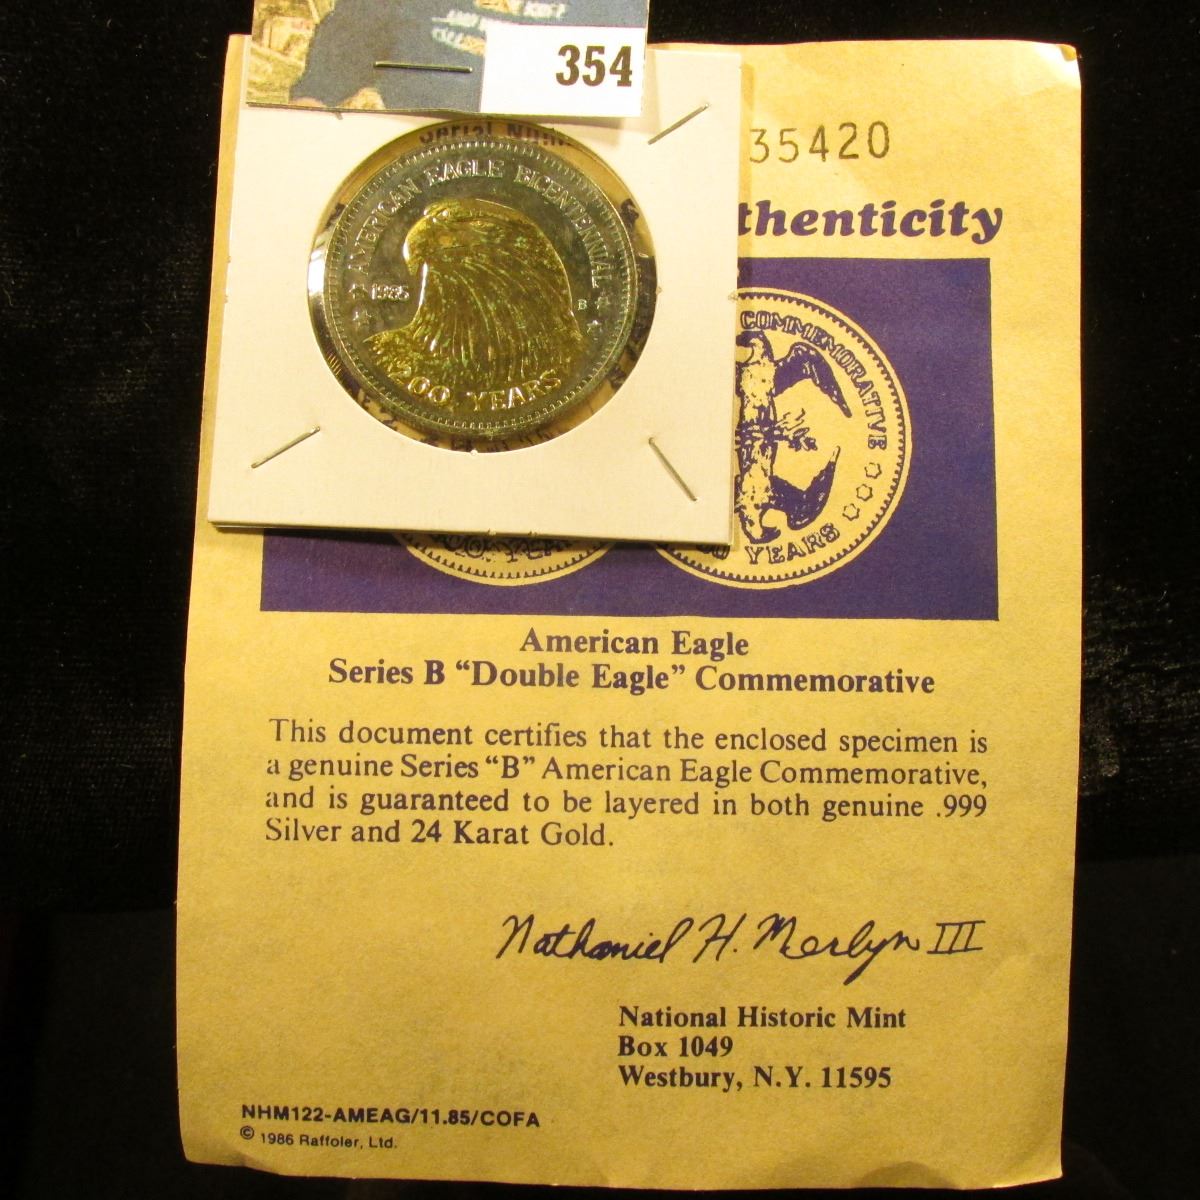 354
35420
thenticity
AMERICAN EAGLE BICENTENNIAL
1985
B
200 YEARS
COMMEMORATIVE
YEARS
American Eagle
Series B “Double Eagle” Commemorative
This document certifies that the enclosed specimen is
a genuine Series “B” American Eagle Commemorative,
and is guaranteed to be layered in both genuine .999
Silver and 24 Karat Gold.
Nathaniel H. Merlyn III
National Historic Mint
Box 1049
Westbury, N.Y. 11595
NHM122-AMEAG/11.85/COFA
© 1986 Raffoler, Ltd.